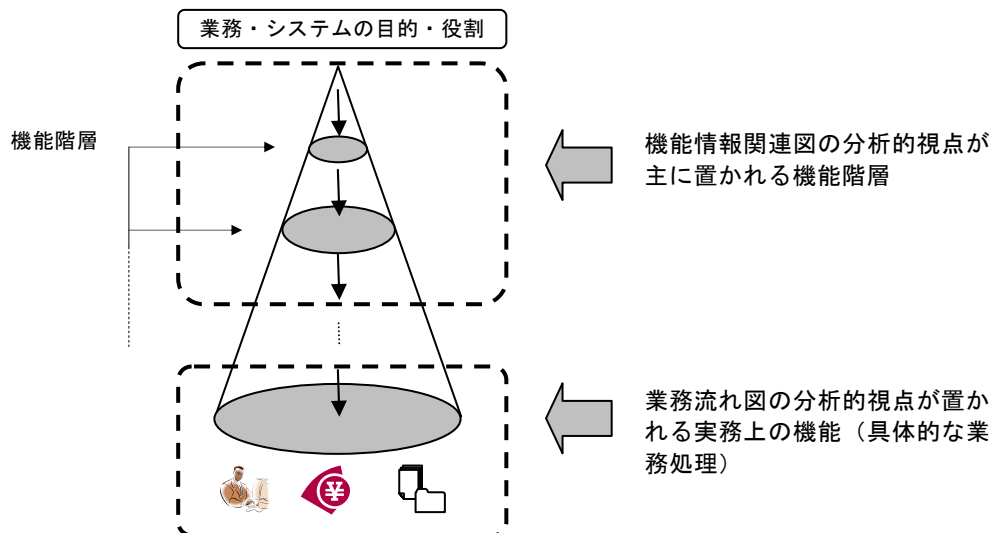 業務・システムの目的・役割
機能階層
機能情報関連図の分析的視点が
主に置かれる機能階層
業務流れ図の分析的視点が置か
れる実務上の機能（具体的な業
務処理）
¥